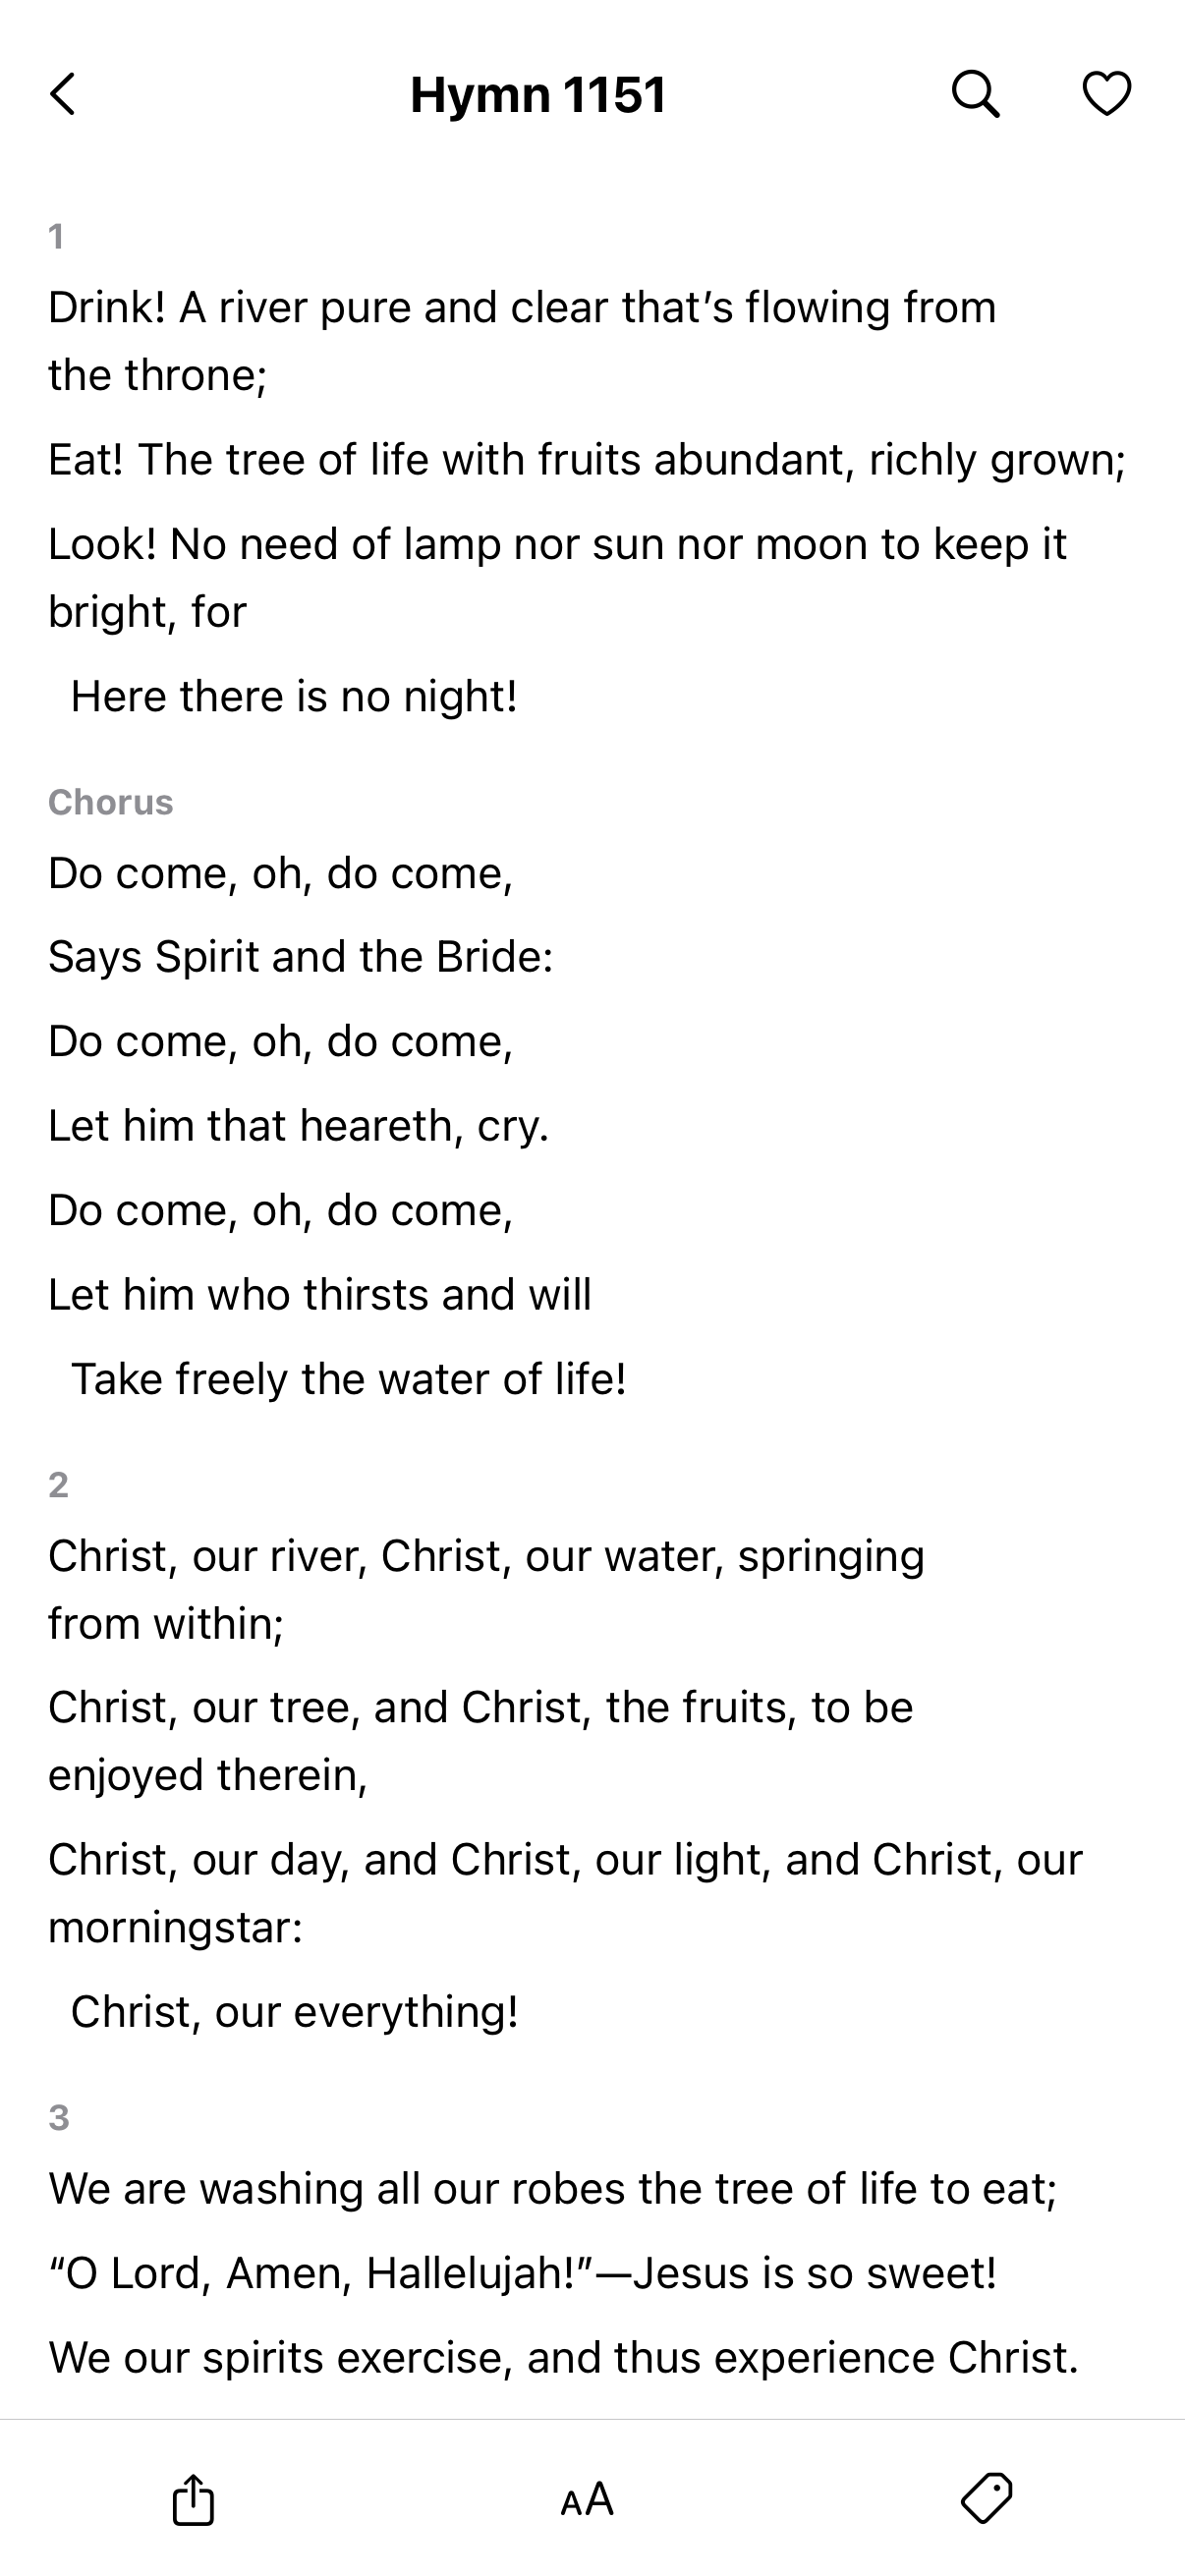 Hymn 1151
1
Drink! A river pure and clear that’s flowing from
the throne;
Eat! The tree of life with fruits abundant, richly grown;
Look! No need of lamp nor sun nor moon to keep it
bright, for
Here there is no night!
Chorus
Do come, oh, do come,
Says Spirit and the Bride:
Do come, oh, do come,
Let him that heareth, cry.
Do come, oh, do come,
Let him who thirsts and will
Take freely the water of life!
2
Christ, our river, Christ, our water, springing
from within;
Christ, our tree, and Christ, the fruits, to be
enjoyed therein,
Christ, our day, and Christ, our light, and Christ, our
morningstar:
Christ, our everything!
3
We are washing all our robes the tree of life to eat;
“O Lord, Amen, Hallelujah!”—Jesus is so sweet!
We our spirits exercise, and thus experience Christ.
AA